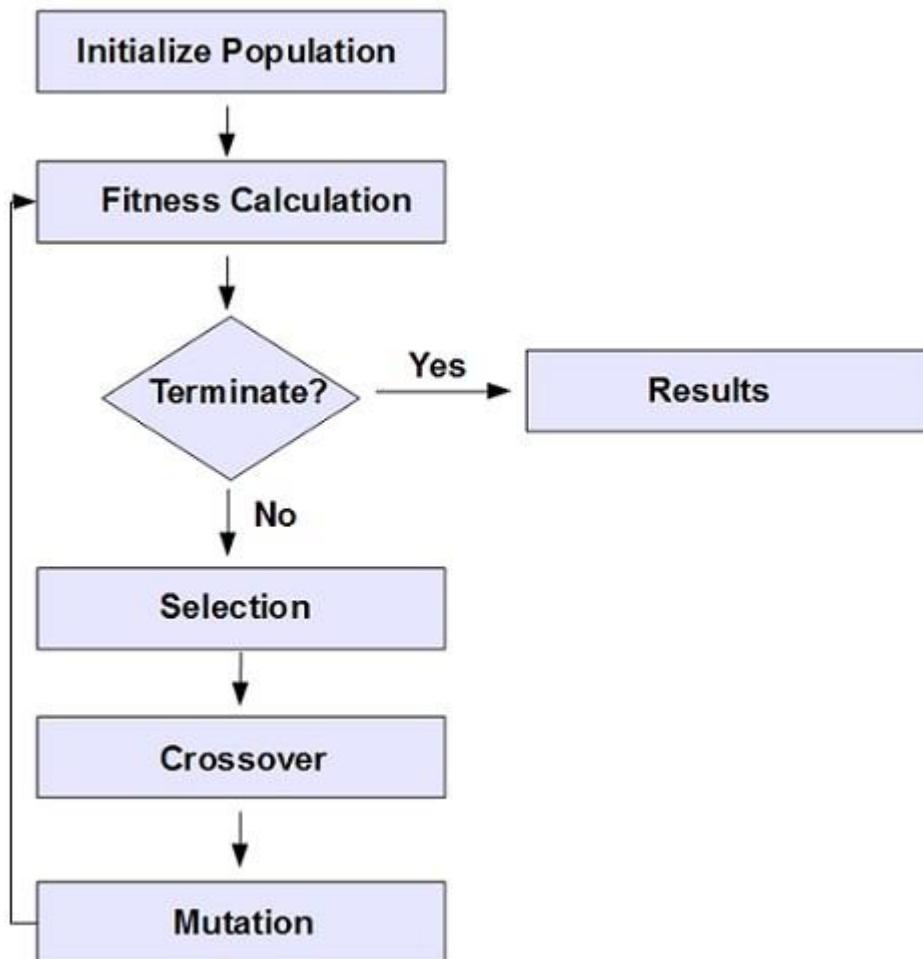 Initialize Population
Fitness Calculation
Terminate?
Yes
Results
No
Selection
Crossover
Mutation